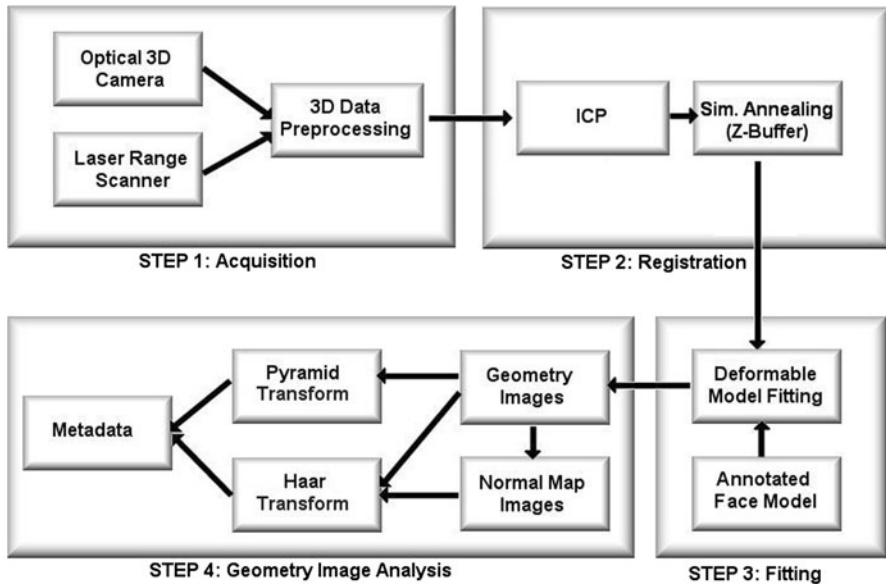 Optical 3D
Camera
Laser Range
Scanner
3D Data
Preprocessing
STEP 1: Acquisition
ICP
Sim. Annealing
(Z-Buffer)
STEP 2: Registration
Deformable
Model Fitting
Annotated
Face Model
STEP 3: Fitting
Geometry
Images
Normal Map
Images
Pyramid
Transform
Haar
Transform
Metadata
STEP 4: Geometry Image Analysis